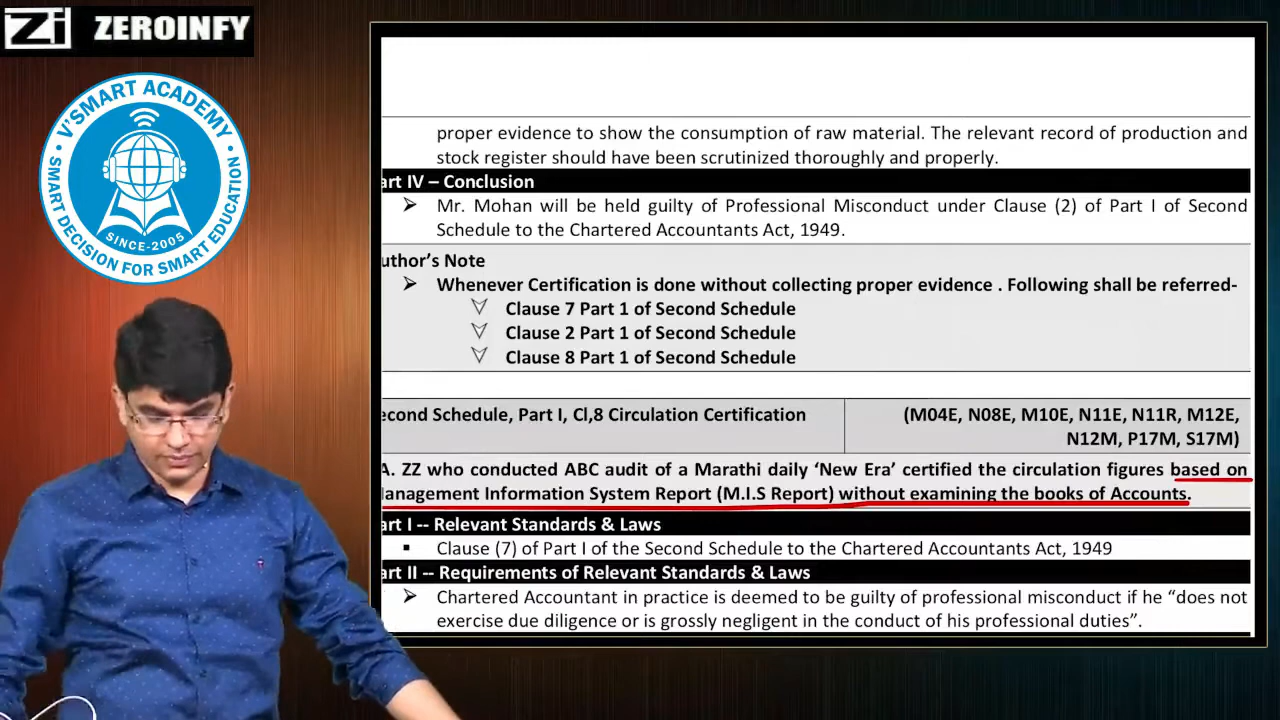 Zi ZEROINFY
V'SMART ACADEMY
SMART DECISION FOR SMART EDUCATION
SINCE-2005
proper evidence to show the consumption of raw material. The relevant record of production and
stock register should have been scrutinized thoroughly and properly.
art IV – Conclusion
Mr. Mohan will be held guilty of Professional Misconduct under Clause (2) of Part I of Second
Schedule to the Chartered Accountants Act, 1949.
uthor's Note
Whenever Certification is done without collecting proper evidence . Following shall be referred-
Clause 7 Part 1 of Second Schedule
Clause 2 Part 1 of Second Schedule
Clause 8 Part 1 of Second Schedule
econd Schedule, Part I, Cl,8 Circulation Certification (M04E, N08E, M10E, N11E, N11R, M12E,
N12M, P17M, S17M)
A. ZZ who conducted ABC audit of a Marathi daily 'New Era' certified the circulation figures based on
anagement Information System Report (M.I.S Report) without examining the books of Accounts.
art I -- Relevant Standards & Laws
Clause (7) of Part I of the Second Schedule to the Chartered Accountants Act, 1949
art II -- Requirements of Relevant Standards & Laws
Chartered Accountant in practice is deemed to be guilty of professional misconduct if he “does not
exercise due diligence or is grossly negligent in the conduct of his professional duties”.